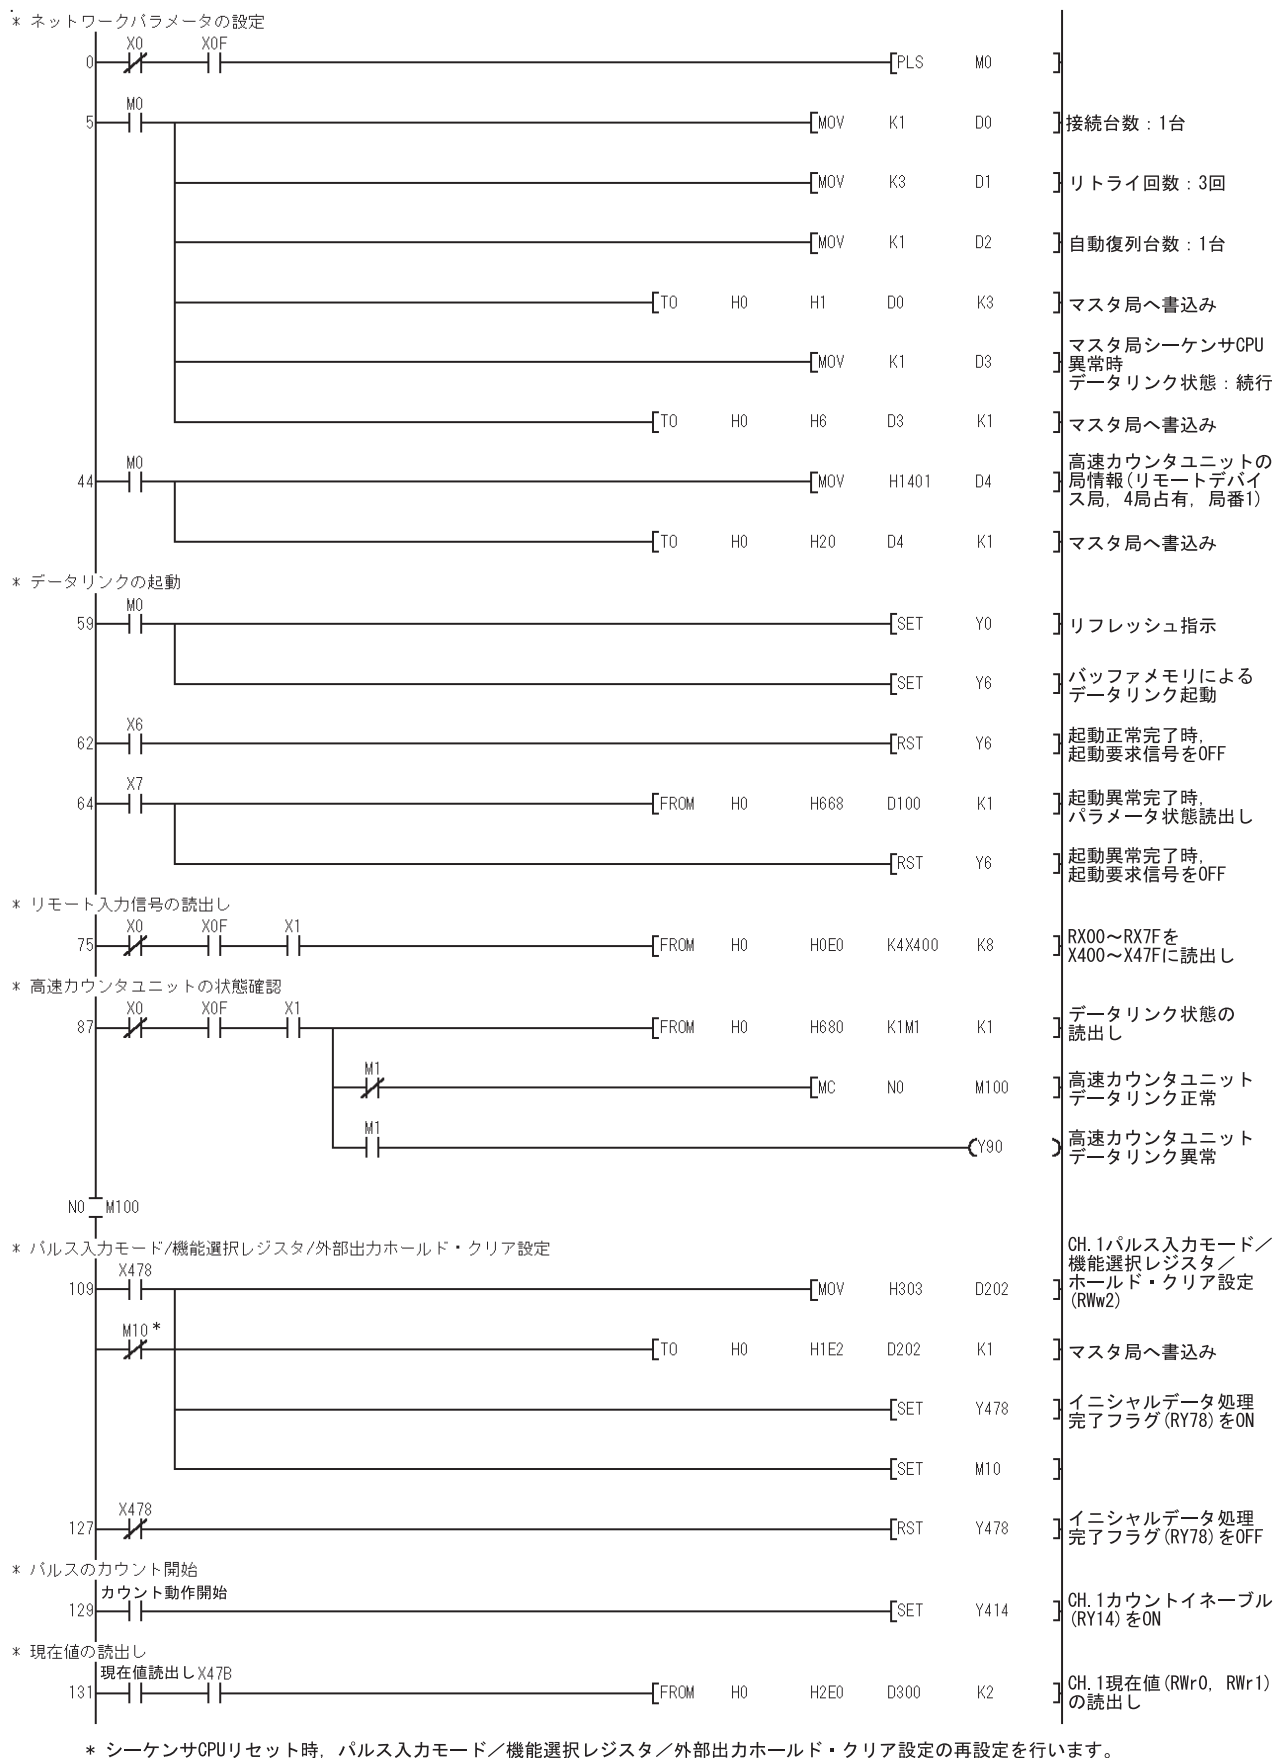 * ネットワークパラメータの設定
X0 X0F
0 PLS M0
M0
5 MOV K1 D0 接続台数：1台
MOV K3 D1 リトライ回数：3回
MOV K1 D2 自動復列台数：1台
TO H0 H1 D0 K3 マスタ局へ書込み
MOV K1 D3 マスタ局シーケンサCPU
異常時
データリンク状態：続行
TO H0 H6 D3 K1 マスタ局へ書込み
M0
44 MOV H1401 D4 高速カウンタユニットの
局情報(リモートデバイ
ス局，4局占有，局番1)
TO H0 H20 D4 K1 マスタ局へ書込み
* データリンクの起動
M0
59 SET Y0 リフレッシュ指示
SET Y6 バッファメモリによる
データリンク起動
X6
62 RST Y6 起動正常完了時，
起動要求信号をOFF
X7
64 FROM H0 H668 D100 K1 起動異常完了時，
パラメータ状態読出し
RST Y6 起動異常完了時，
起動要求信号をOFF
* リモート入力信号の読出し
X0 X0F X1
75 FROM H0 H0E0 K4X400 K8 RX00～RX7Fを
X400～X47Fに読出し
* 高速カウンタユニットの状態確認
X0 X0F X1
87 FROM H0 H680 K1M1 K1 データリンク状態の
読出し
M1
MC N0 M100 高速カウンタユニット
データリンク正常
M1
Y90 高速カウンタユニット
データリンク異常
N0 M100
* パルス入力モード/機能選択レジスタ/外部出力ホールド・クリア設定
X478
109 MOV H303 D202 CH.1パルス入力モード／
機能選択レジスタ／
ホールド・クリア設定
(RWw2)
M10 *
TO H0 H1E2 D202 K1 マスタ局へ書込み
SET Y478 イニシャルデータ処理
完了フラグ(RY78)をON
SET M10
X478
127 RST Y478 イニシャルデータ処理
完了フラグ(RY78)をOFF
* パルスのカウント開始
カウント動作開始
129 SET Y414 CH.1カウントイネーブル
(RY14)をON
* 現在値の読出し
現在値読出し X47B
131 FROM H0 H2E0 D300 K2 CH.1現在値(RWr0, RWr1)
の読出し
* シーケンサCPUリセット時，パルス入力モード／機能選択レジスタ／外部出力ホールド・クリア設定の再設定を行います。